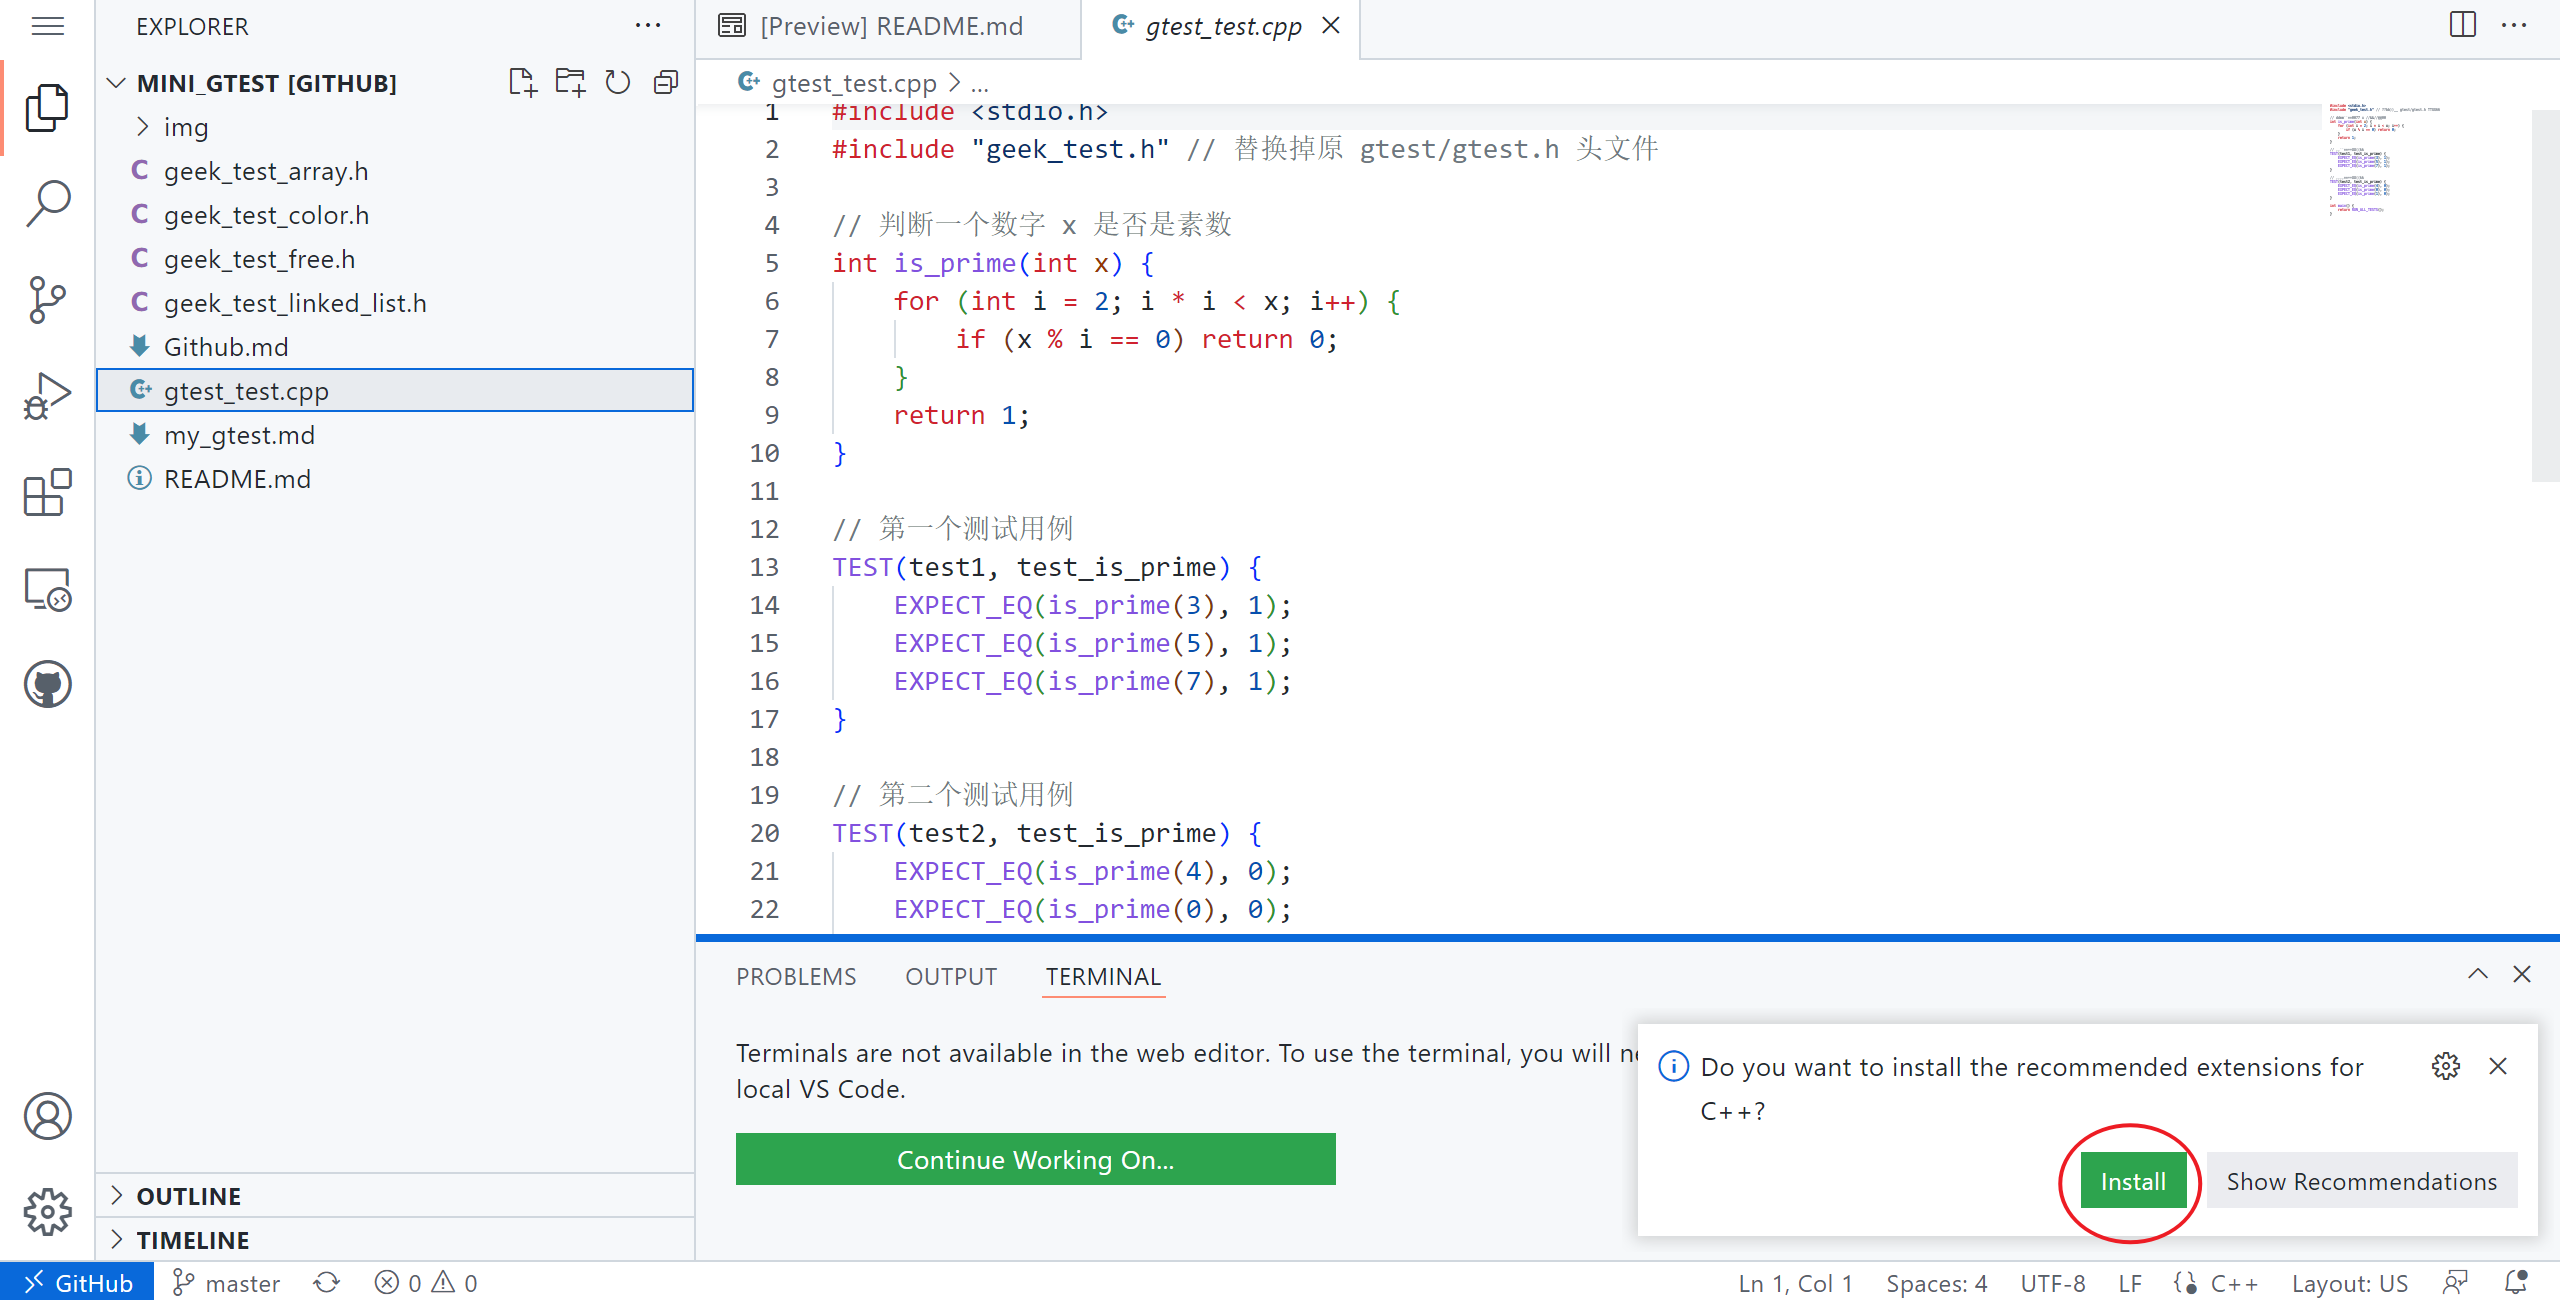 EXPLORER
MINI_GTEST [GITHUB]
img
C geek_test_array.h
C geek_test_color.h
C geek_test_free.h
C geek_test_linked_list.h
Github.md
C++ gtest_test.cpp
my_gtest.md
README.md
OUTLINE
TIMELINE
[Preview] README.md
C++ gtest_test.cpp
C++ gtest_test.cpp > ...
1 #include <stdio.h>
2 #include "geek_test.h" // 替换掉原 gtest/gtest.h 头文件
3
4 // 判断一个数字 x 是否是素数
5 int is_prime(int x) {
6 for (int i = 2; i * i < x; i++) {
7 if (x % i == 0) return 0;
8 }
9 return 1;
10 }
11
12 // 第一个测试用例
13 TEST(test1, test_is_prime) {
14 EXPECT_EQ(is_prime(3), 1);
15 EXPECT_EQ(is_prime(5), 1);
16 EXPECT_EQ(is_prime(7), 1);
17 }
18
19 // 第二个测试用例
20 TEST(test2, test_is_prime) {
21 EXPECT_EQ(is_prime(4), 0);
22 EXPECT_EQ(is_prime(0), 0);
PROBLEMS OUTPUT TERMINAL
Terminals are not available in the web editor. To use the terminal, you will
local VS Code.
Continue Working On...
Do you want to install the recommended extensions for
C++?
Install Show Recommendations
GitHub master 0 0 Ln 1, Col 1 Spaces: 4 UTF-8 LF C++ Layout: US